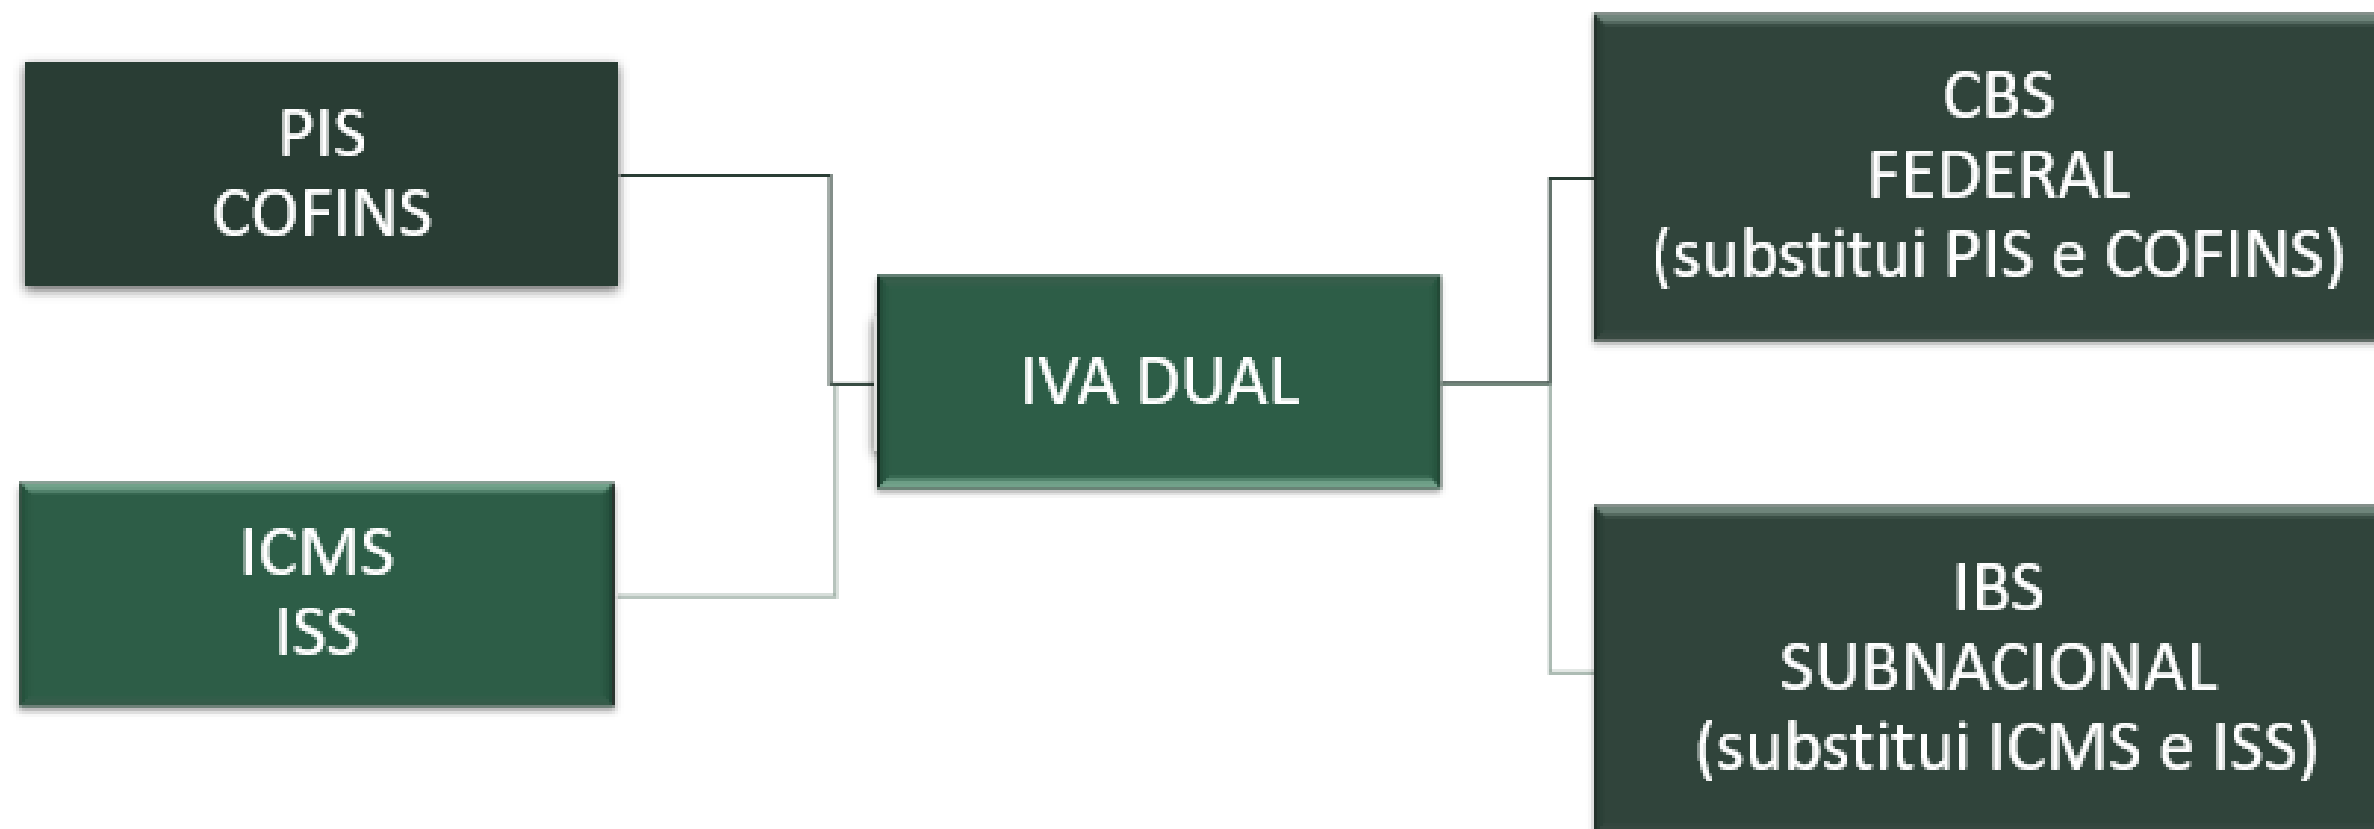 PIS
COFINS
ICMS
ISS
IVA DUAL
CBS
FEDERAL
(substitui PIS e COFINS)
IBS
SUBNACIONAL
(substitui ICMS e ISS)